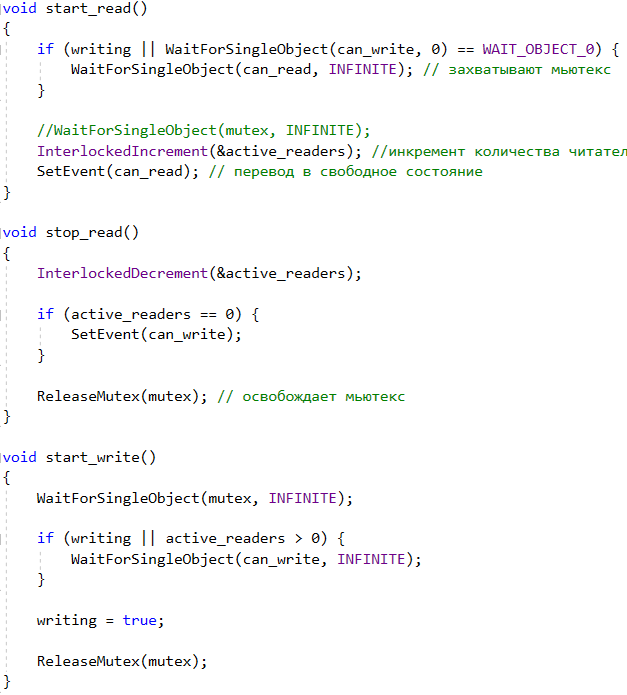 void start_read()
{
    if (writing || WaitForSingleObject(can_write, 0) == WAIT_OBJECT_0) {
        WaitForSingleObject(can_read, INFINITE); // захватывают мьютекс
    }

    //WaitForSingleObject(mutex, INFINITE);
    InterlockedIncrement(&active_readers); //инкремент количества
    SetEvent(can_read); // перевод в свободное состояние
}

void stop_read()
{
    InterlockedDecrement(&active_readers);

    if (active_readers == 0) {
        SetEvent(can_write);
    }

    ReleaseMutex(mutex); // освобождает мьютекс
}

void start_write()
{
    WaitForSingleObject(mutex, INFINITE);

    if (writing || active_readers > 0) {
        WaitForSingleObject(can_write, INFINITE);
    }

    writing = true;

    ReleaseMutex(mutex);
}